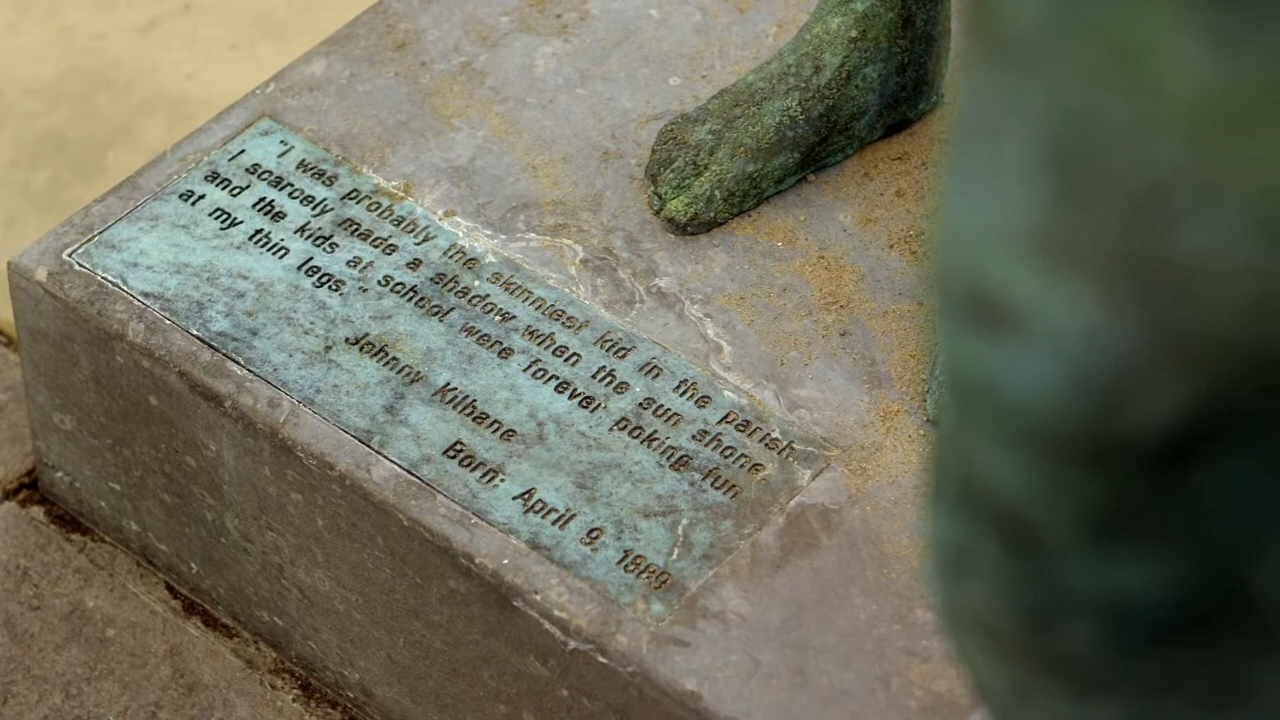 "I was probably the skinniest kid in the parish.
I scarcely made a shadow when the sun shone,
and the kids at school were forever poking fun
at my thin legs."
Johnny Kilbane
Born: April 9, 1889